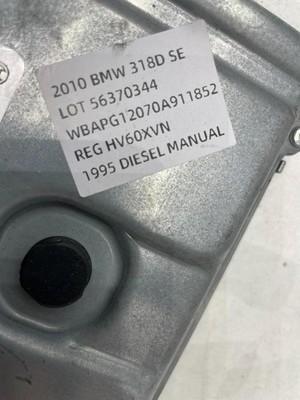 2010 BMW 318D SE
LOT 56370344
WBAPG12070A911852
REG HV60XVN
1995 DIESEL MANUAL